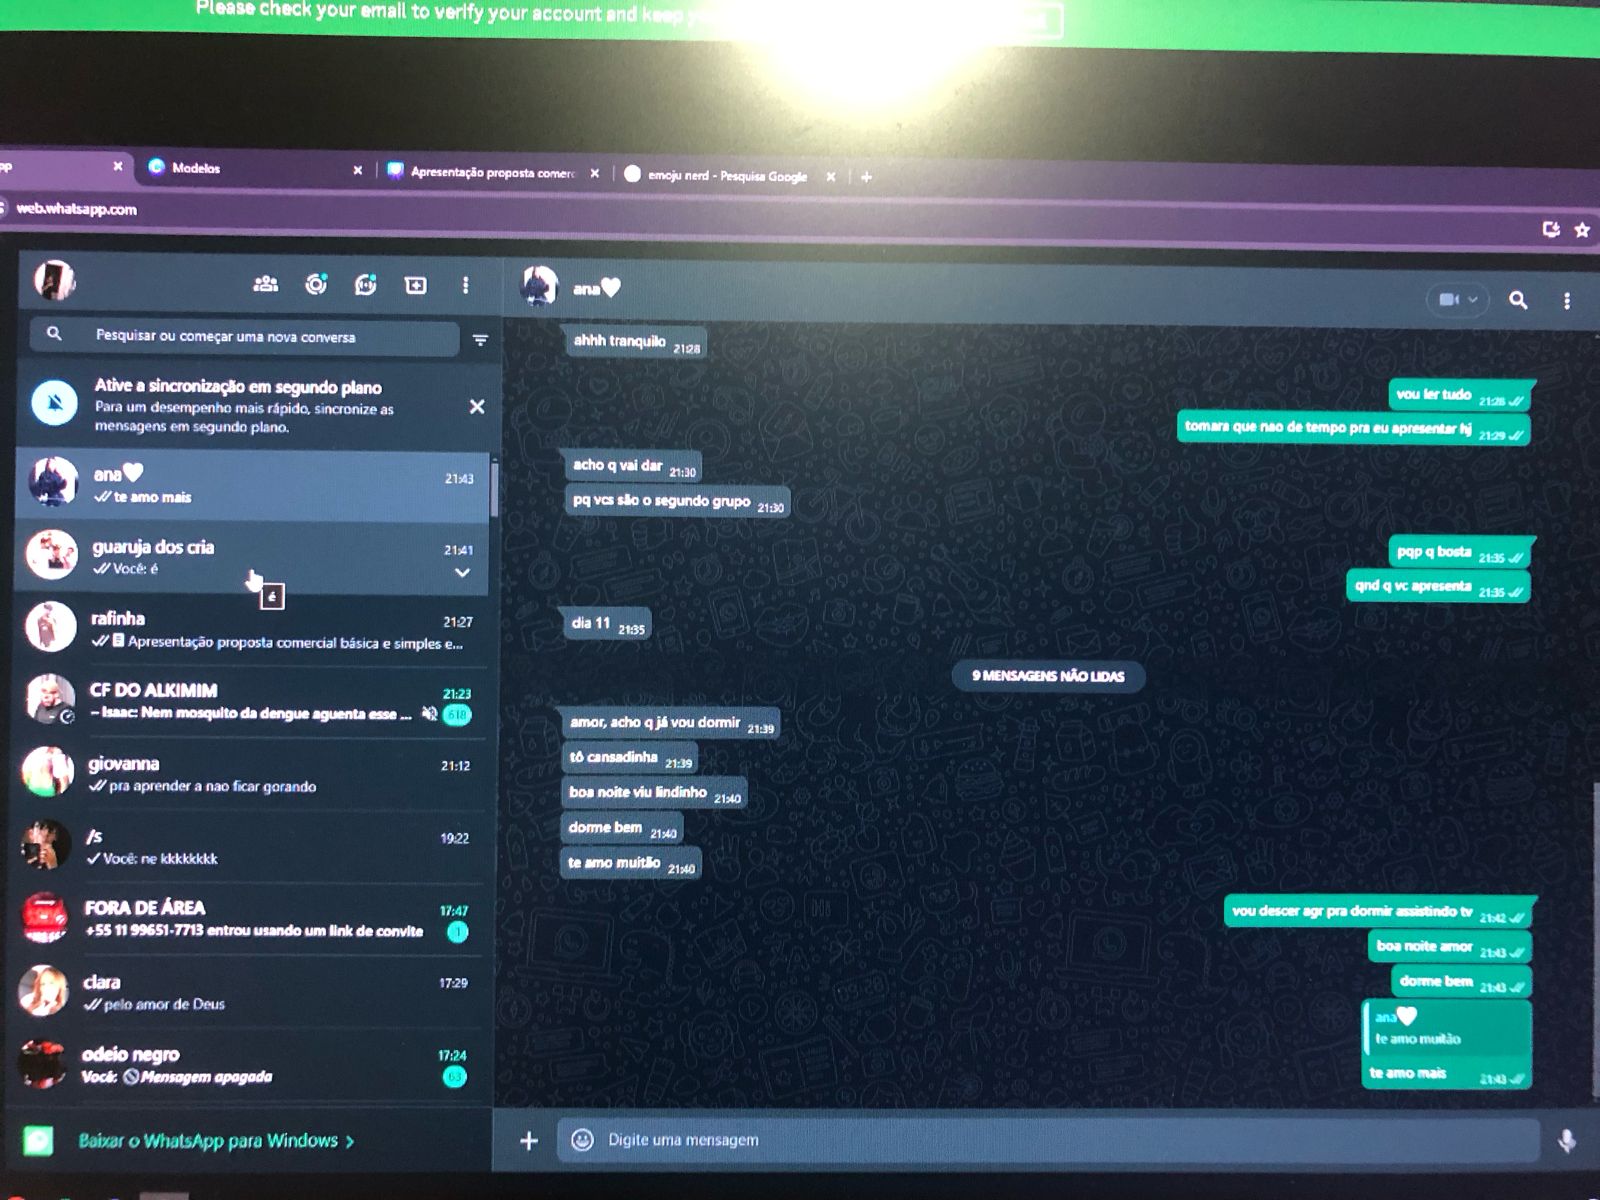 Please check your email to verify your account and keep
Modelos
Apresentação proposta comerc
emoju nerd - Pesquisa Google
web.whatsapp.com
Pesquisar ou começar uma nova conversa
Ative a sincronização em segundo plano
Para um desempenho mais rápido, sincronize as
mensagens em segundo plano.
ana🤍 21:43
te amo mais
guaruja dos cria 21:41
Você: é
é
rafinha 21:27
Apresentação proposta comercial básica e simples e...
CF DO ALKIMIM 21:23
~ Isaac: Nem mosquito da dengue aguenta esse ... 618
giovanna 21:12
pra aprender a nao ficar gorando
/s 19:22
Você: ne kkkkkkkk
FORA DE ÁREA 17:47
+55 11 99651-7713 entrou usando um link de convite 1
clara 17:29
pelo amor de Deus
odeio negro 17:24
Você: Mensagem apagada 63
Baixar o WhatsApp para Windows
ana🤍
ahhh tranquilo 21:28
vou ler tudo 21:28
tomara que nao de tempo pra eu apresentar hj 21:29
acho q vai dar 21:30
pq vcs são o segundo grupo 21:30
pqp q bosta 21:35
qnd q vc apresenta 21:35
dia 11 21:35
9 MENSAGENS NÃO LIDAS
amor, acho q já vou dormir 21:39
tô cansadinha 21:39
boa noite viu lindinho 21:40
dorme bem 21:40
te amo muitão 21:40
vou descer agr pra dormir assistindo tv 21:42
boa noite amor 21:43
dorme bem 21:43
ana🤍
te amo muitão
te amo mais 21:43
Digite uma mensagem